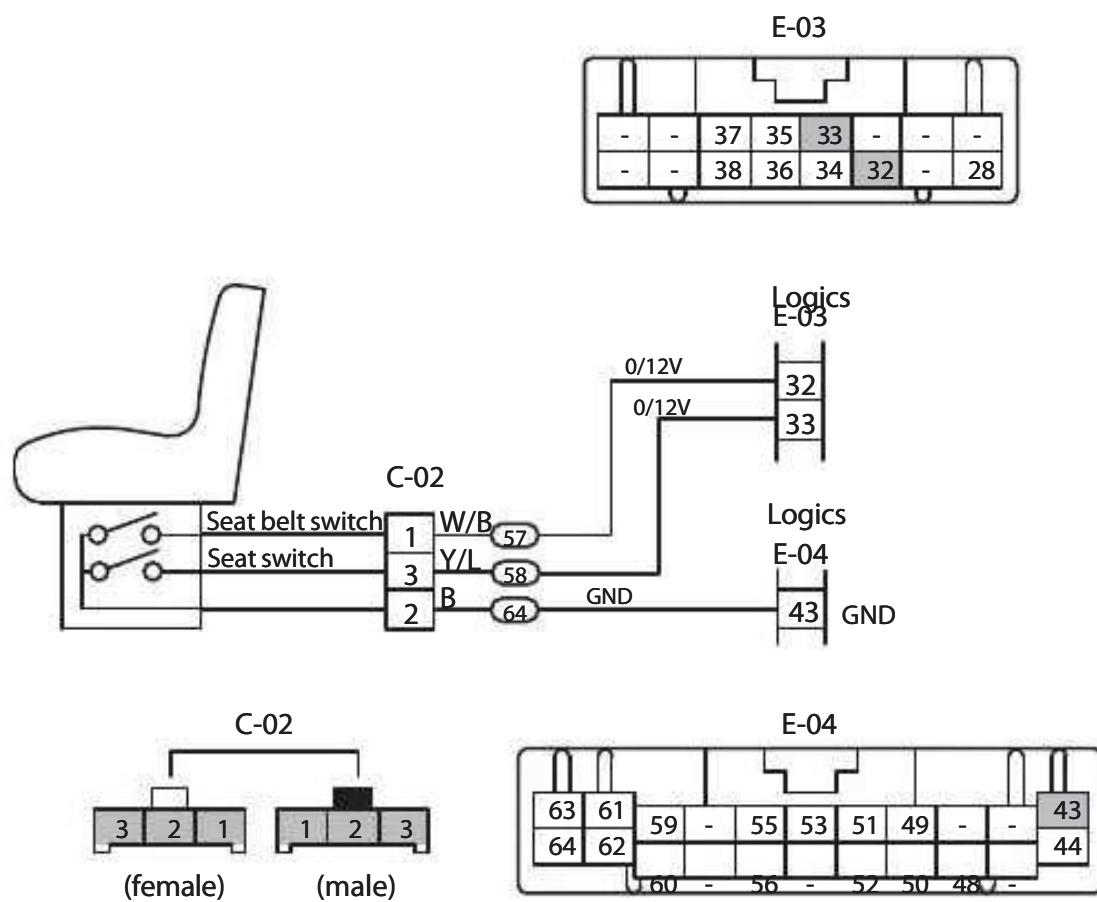 E-03
- - 37 35 33 - - -
- - 38 36 34 32 - 28
Logics
E-03
0/12V
32
0/12V
33
C-02
Logics
E-04
Seat belt switch 1 W/B 57
Seat switch 3 Y/L 58
2 B 64 GND 43 GND
C-02
3 2 1
(female)
1 2 3
(male)
E-04
63 61 59 - 55 53 51 49 - - 43
64 62 60 - 56 - 52 50 48 - 44